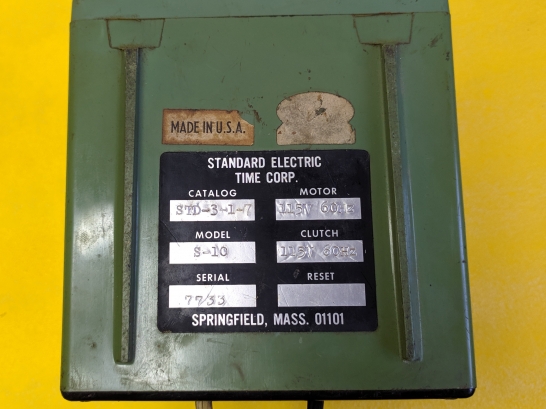 MADE IN U.S.A.
STANDARD ELECTRIC
TIME CORP.
CATALOG MOTOR
STD-3-1-7 115V 60Hz
MODEL CLUTCH
S-10 115V 60Hz
SERIAL RESET
7733
SPRINGFIELD, MASS. 01101